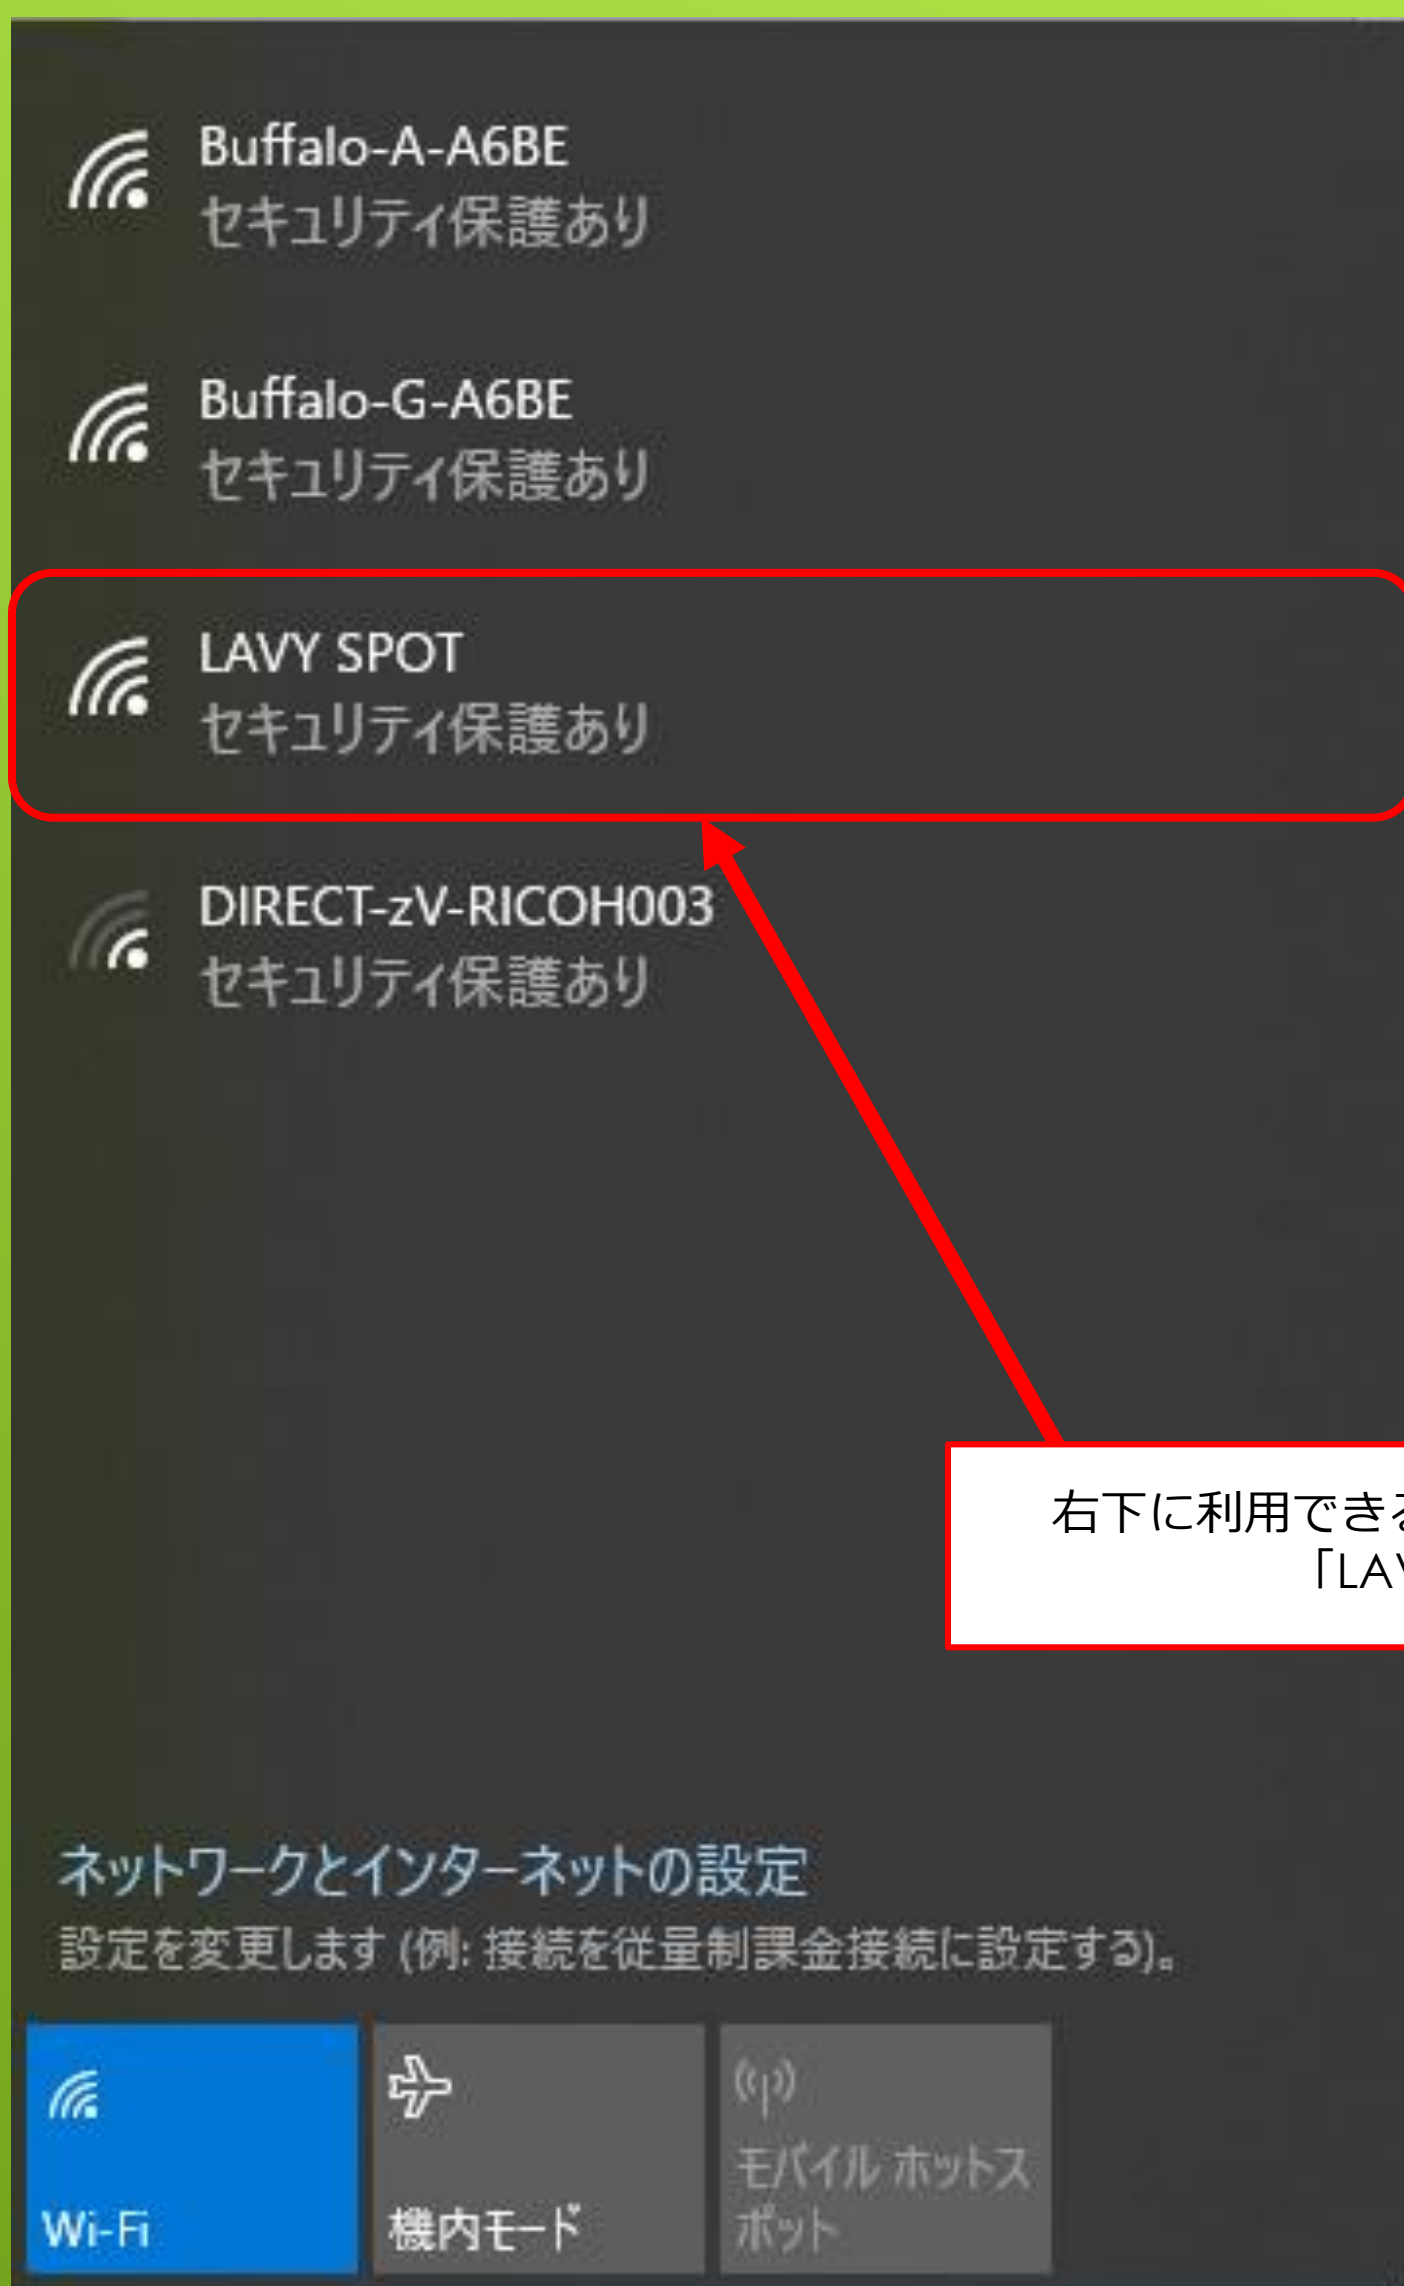 Buffalo-A-A6BE
セキュリティ保護あり
Buffalo-G-A6BE
セキュリティ保護あり
LAVY SPOT
セキュリティ保護あり
DIRECT-zV-RICOH003
セキュリティ保護あり
右下に利用できる
「LAV
ネットワークとインターネットの設定
設定を変更します (例: 接続を従量制課金接続に設定する)。
Wi-Fi
機内モード
モバイル ホットス
ポット